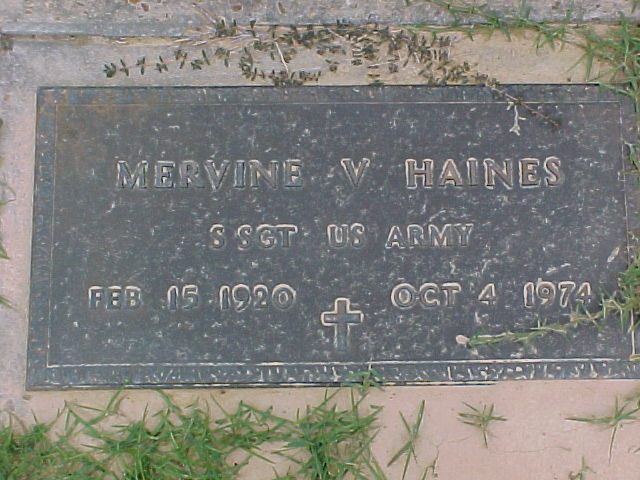 MERVINE V HAINES
S SGT US ARMY
FEB 15 1920 OCT 4 1974